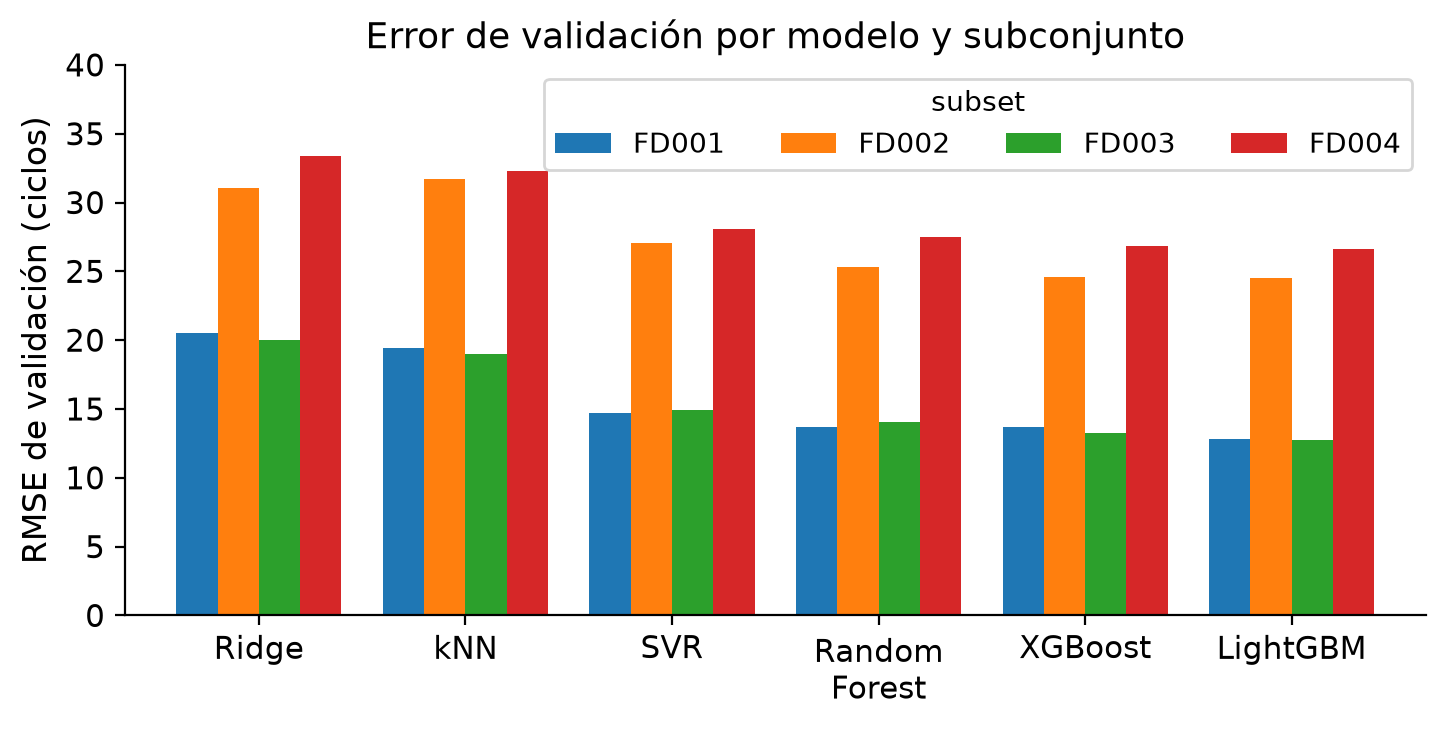 Error de validación por modelo y subconjunto
RMSE de validación (ciclos)
40
35
30
25
20
15
10
5
0
subset
FD001 FD002 FD003 FD004
Ridge kNN SVR Random Forest XGBoost LightGBM